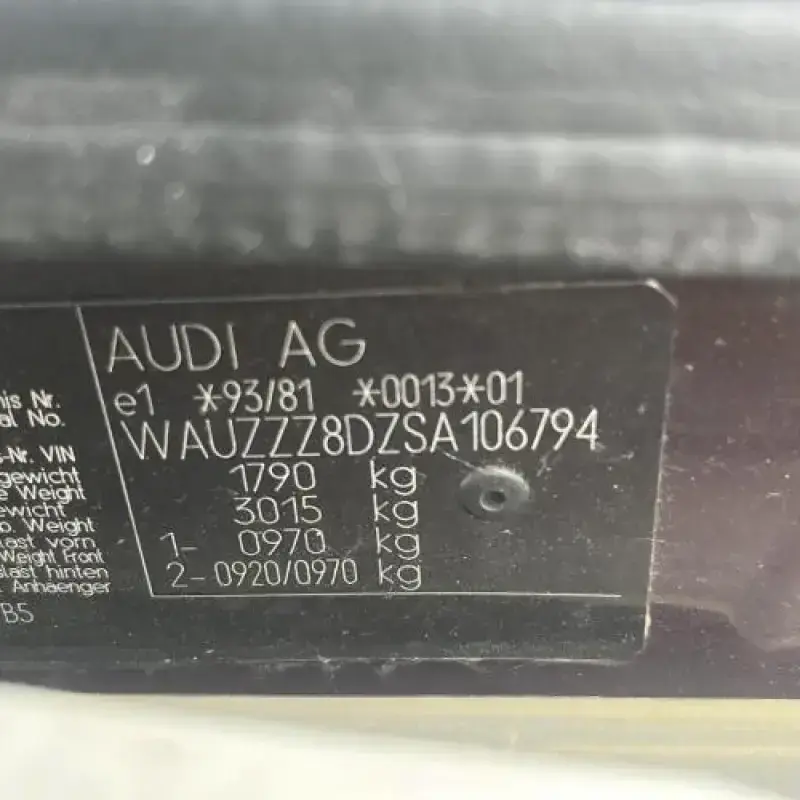 AUDI AG
e1 *93/81 *0013*01
WAUZZZ8DZSA106794
1790 kg
3015 kg
1- 0970 kg
2- 0920/0970 kg
is Nr.
al No.
-Nr. VIN
gewicht
e Weight
ewicht
Weight
last vorn
Weight Front
last hinten
Anhaenger
B5